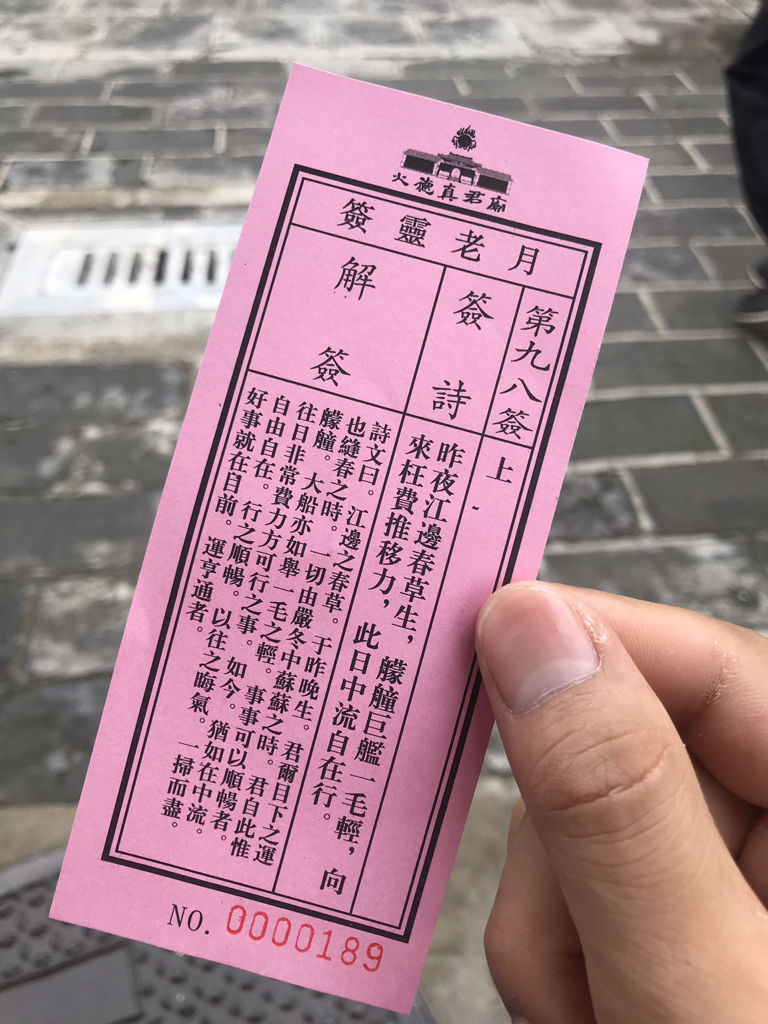 火施真君廟
月老靈簽
第九八簽
上
簽詩
昨夜江邊春草生，艨艟巨艦一毛輕，向
來枉費推移力，此日中流自在行。
解簽
詩文曰。江邊之春草。于昨晚生。君爾日下之運
也縫春之時。一切由嚴冬中蘇蘇之時。君自此惟
艨艟。大船亦如舉一毛之輕。事事可以順暢者。
往日非常費力方可行之事。如今。猶如在中流。
自由自在。行之順暢。以往之晦氣。一掃而盡。
好事就在目前。運亨通者。
NO. 0000189